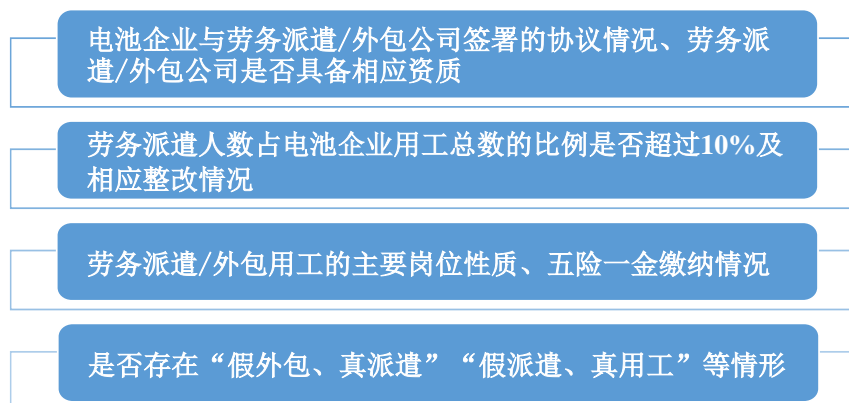 电池企业与劳务派遣/外包公司签署的协议情况、劳务派
遣/外包公司是否具备相应资质
劳务派遣人数占电池企业用工总数的比例是否超过10%及
相应整改情况
劳务派遣/外包用工的主要岗位性质、五险一金缴纳情况
是否存在“假外包、真派遣”“假派遣、真用工”等情形